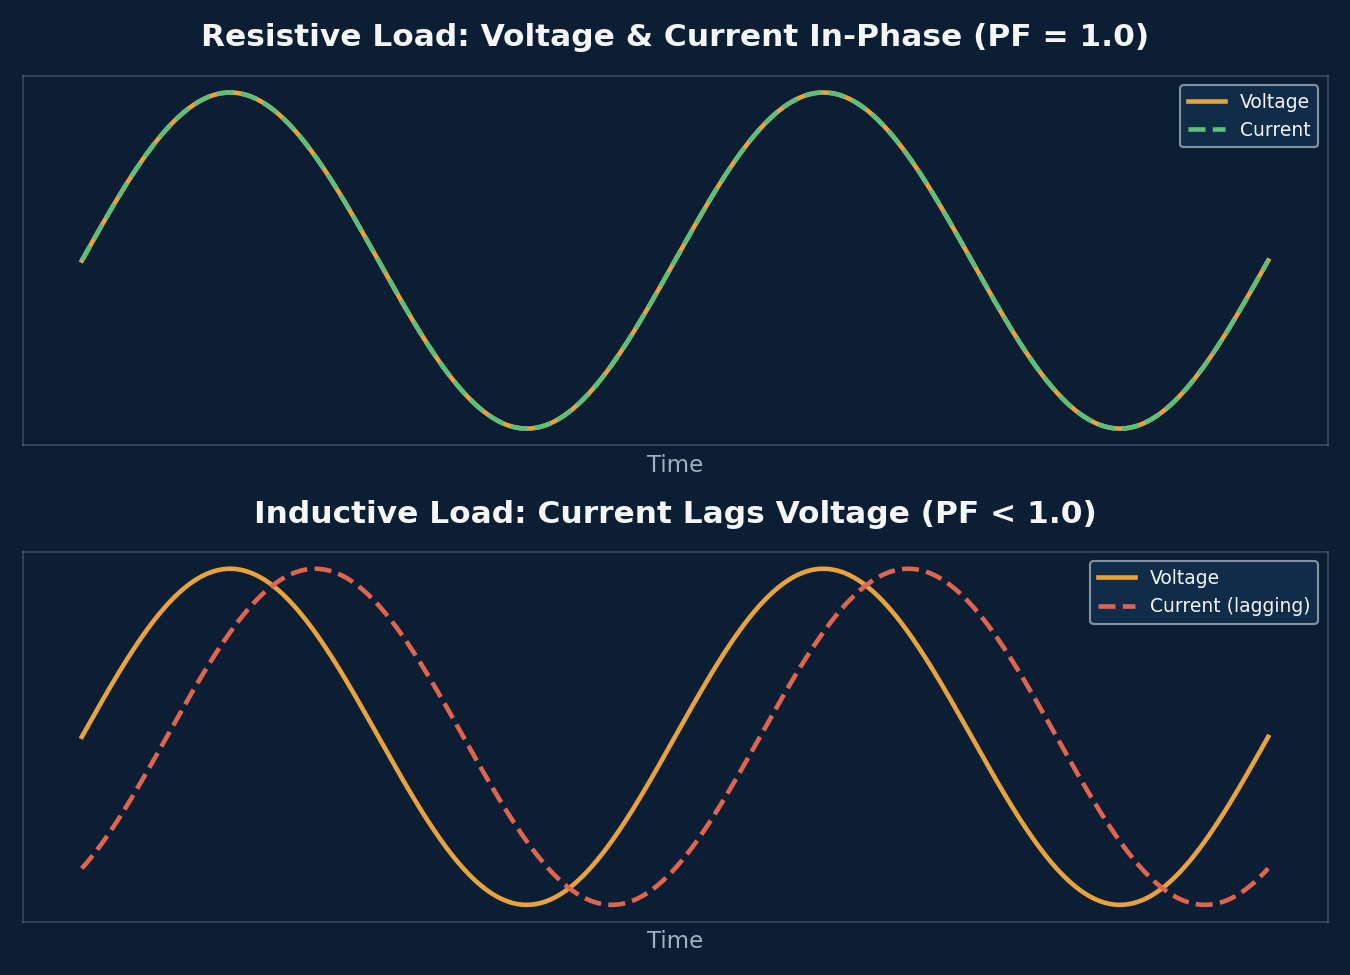 Resistive Load: Voltage & Current In-Phase (PF = 1.0)
Voltage
Current
Time
Inductive Load: Current Lags Voltage (PF < 1.0)
Voltage
Current (lagging)
Time